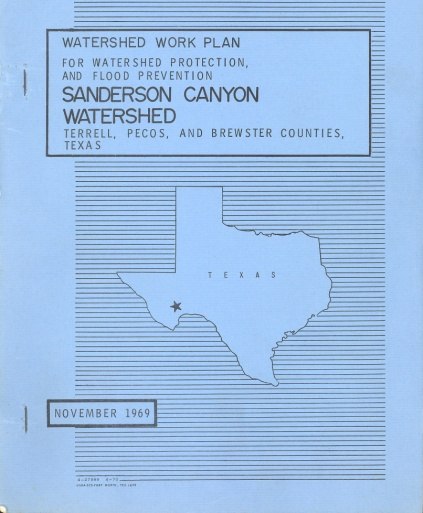 WATERSHED WORK PLAN
FOR WATERSHED PROTECTION,
AND FLOOD PREVENTION
SANDERSON CANYON
WATERSHED
TERRELL, PECOS, AND BREWSTER COUNTIES,
TEXAS
TEXAS
NOVEMBER 1969